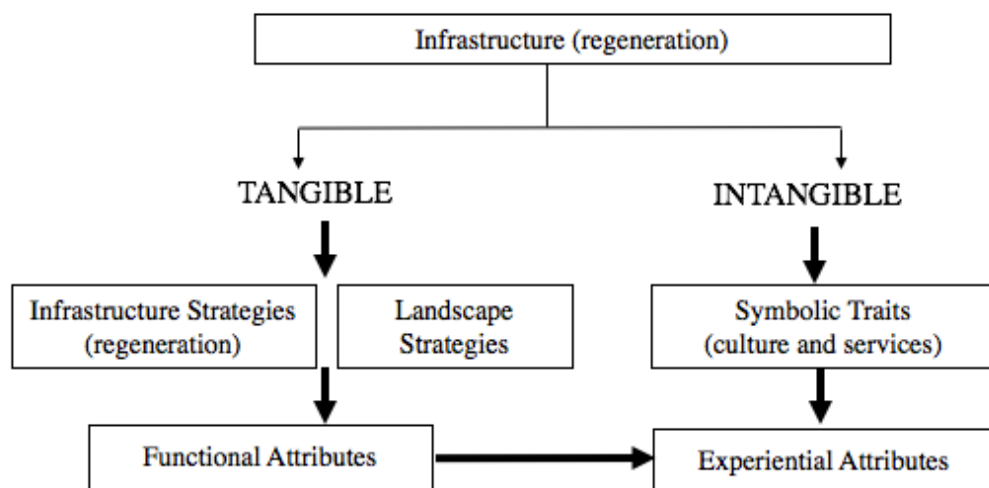 Infrastructure (regeneration)
TANGIBLE
INTANGIBLE
Infrastructure Strategies
(regeneration)
Landscape
Strategies
Symbolic Traits
(culture and services)
Functional Attributes
Experiential Attributes